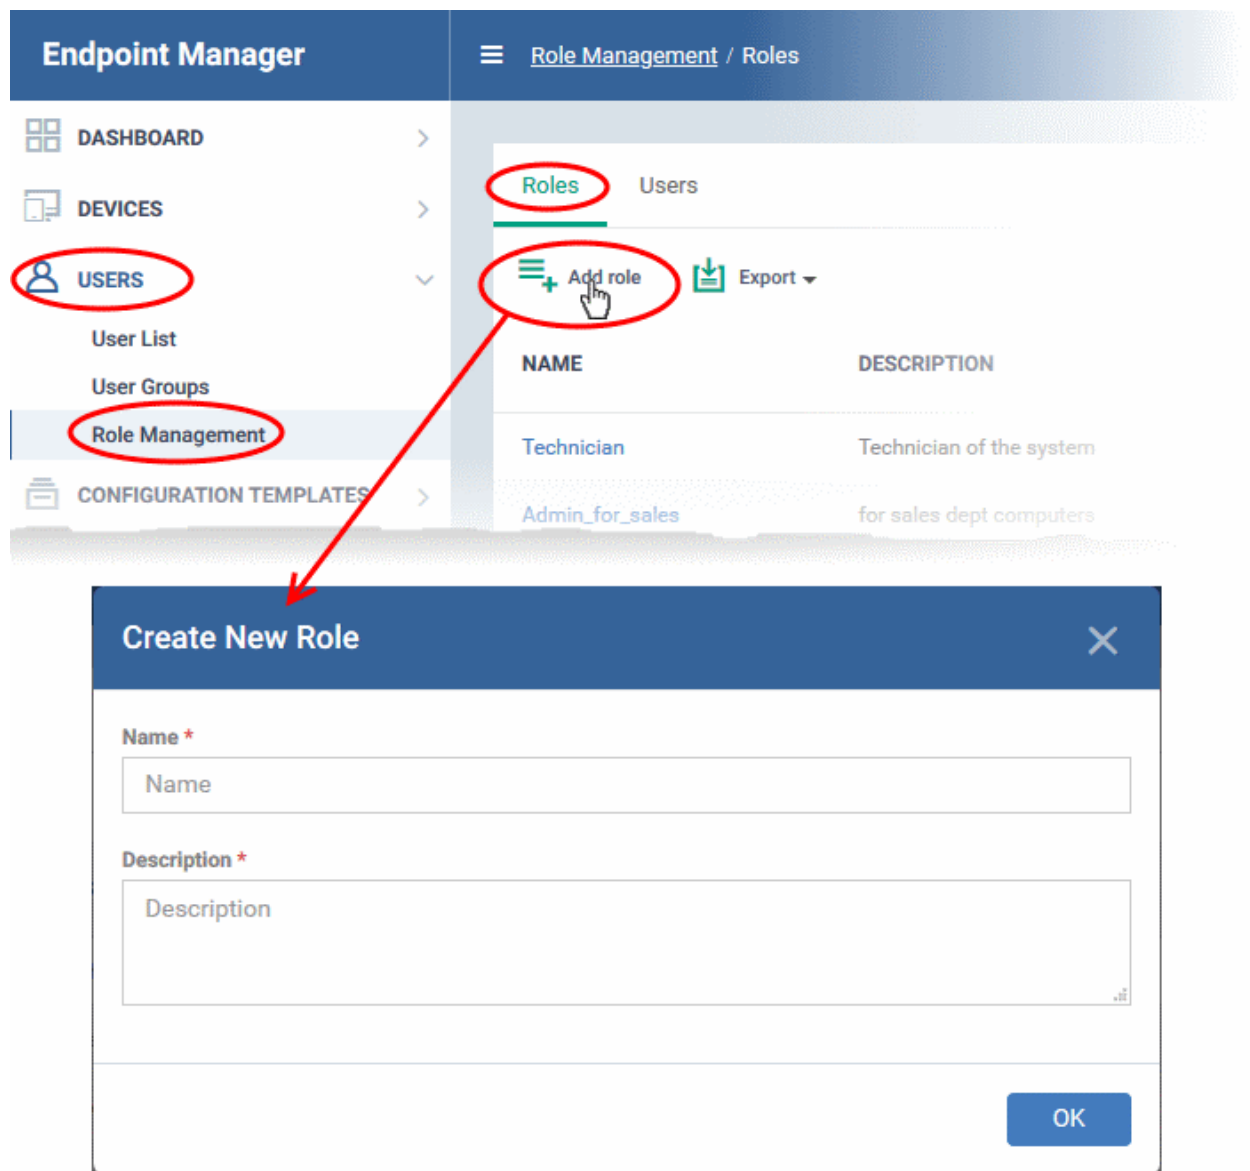 Endpoint Manager
Role Management / Roles
DASHBOARD
DEVICES
USERS
User List
User Groups
Role Management
CONFIGURATION TEMPLATES
Roles Users
Add role Export
NAME DESCRIPTION
Technician Technician of the system
Admin_for_sales for sales dept computers
Create New Role
Name *
Name
Description *
Description
OK